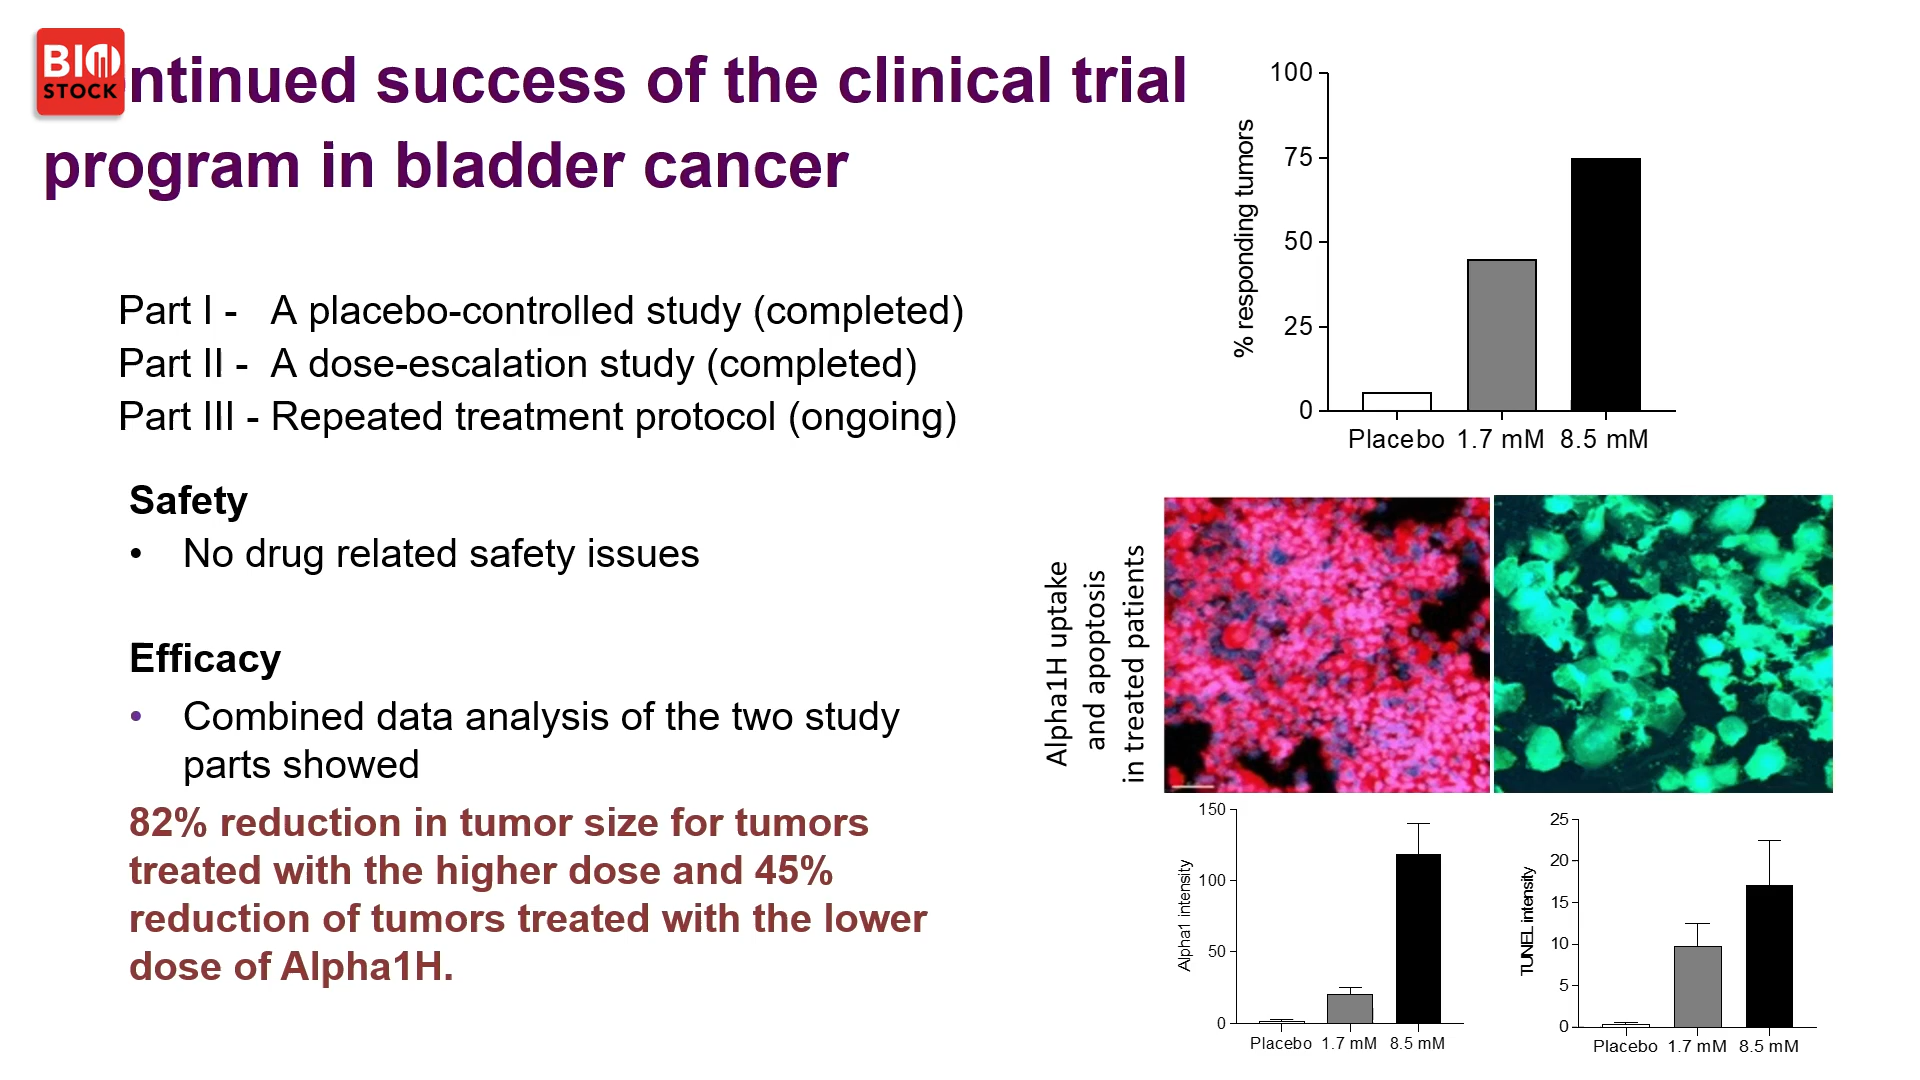 BIO
STOCK
ntinued success of the clinical trial
program in bladder cancer
Part I - A placebo-controlled study (completed)
Part II - A dose-escalation study (completed)
Part III - Repeated treatment protocol (ongoing)
Safety
• No drug related safety issues
Efficacy
• Combined data analysis of the two study
parts showed
82% reduction in tumor size for tumors
treated with the higher dose and 45%
reduction of tumors treated with the lower
dose of Alpha1H.
% responding tumors
100
75
50
25
0
Placebo 1.7 mM 8.5 mM
Alpha1H uptake
and apoptosis
in treated patients
Alpha1 intensity
150
100
50
0
Placebo 1.7 mM 8.5 mM
TUNEL intensity
25
20
15
10
5
0
Placebo 1.7 mM 8.5 mM